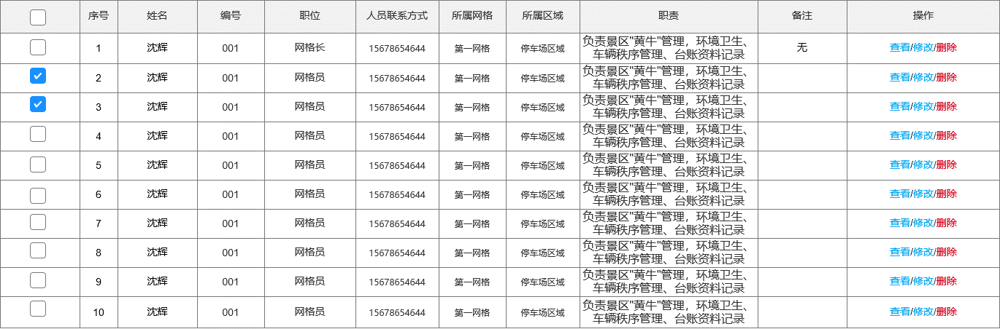 序号 姓名 编号 职位 人员联系方式 所属网格 所属区域 职责 备注 操作
1 沈辉 001 网格长 15678654644 第一网格 停车场区域 负责景区"黄牛"管理，环境卫生、 无 查看/修改/删除
车辆秩序管理、台账资料记录
2 沈辉 001 网格员 15678654644 第一网格 停车场区域 负责景区"黄牛"管理，环境卫生、 查看/修改/删除
车辆秩序管理、台账资料记录
3 沈辉 001 网格员 15678654644 第一网格 停车场区域 负责景区"黄牛"管理，环境卫生、 查看/修改/删除
车辆秩序管理、台账资料记录
4 沈辉 001 网格员 15678654644 第一网格 停车场区域 负责景区"黄牛"管理，环境卫生、 查看/修改/删除
车辆秩序管理、台账资料记录
5 沈辉 001 网格员 15678654644 第一网格 停车场区域 负责景区"黄牛"管理，环境卫生、 查看/修改/删除
车辆秩序管理、台账资料记录
6 沈辉 001 网格员 15678654644 第一网格 停车场区域 负责景区"黄牛"管理，环境卫生、 查看/修改/删除
车辆秩序管理、台账资料记录
7 沈辉 001 网格员 15678654644 第一网格 停车场区域 负责景区"黄牛"管理，环境卫生、 查看/修改/删除
车辆秩序管理、台账资料记录
8 沈辉 001 网格员 15678654644 第一网格 停车场区域 负责景区"黄牛"管理，环境卫生、 查看/修改/删除
车辆秩序管理、台账资料记录
9 沈辉 001 网格员 15678654644 第一网格 停车场区域 负责景区"黄牛"管理，环境卫生、 查看/修改/删除
车辆秩序管理、台账资料记录
10 沈辉 001 网格员 15678654644 第一网格 停车场区域 负责景区"黄牛"管理，环境卫生、 查看/修改/删除
车辆秩序管理、台账资料记录